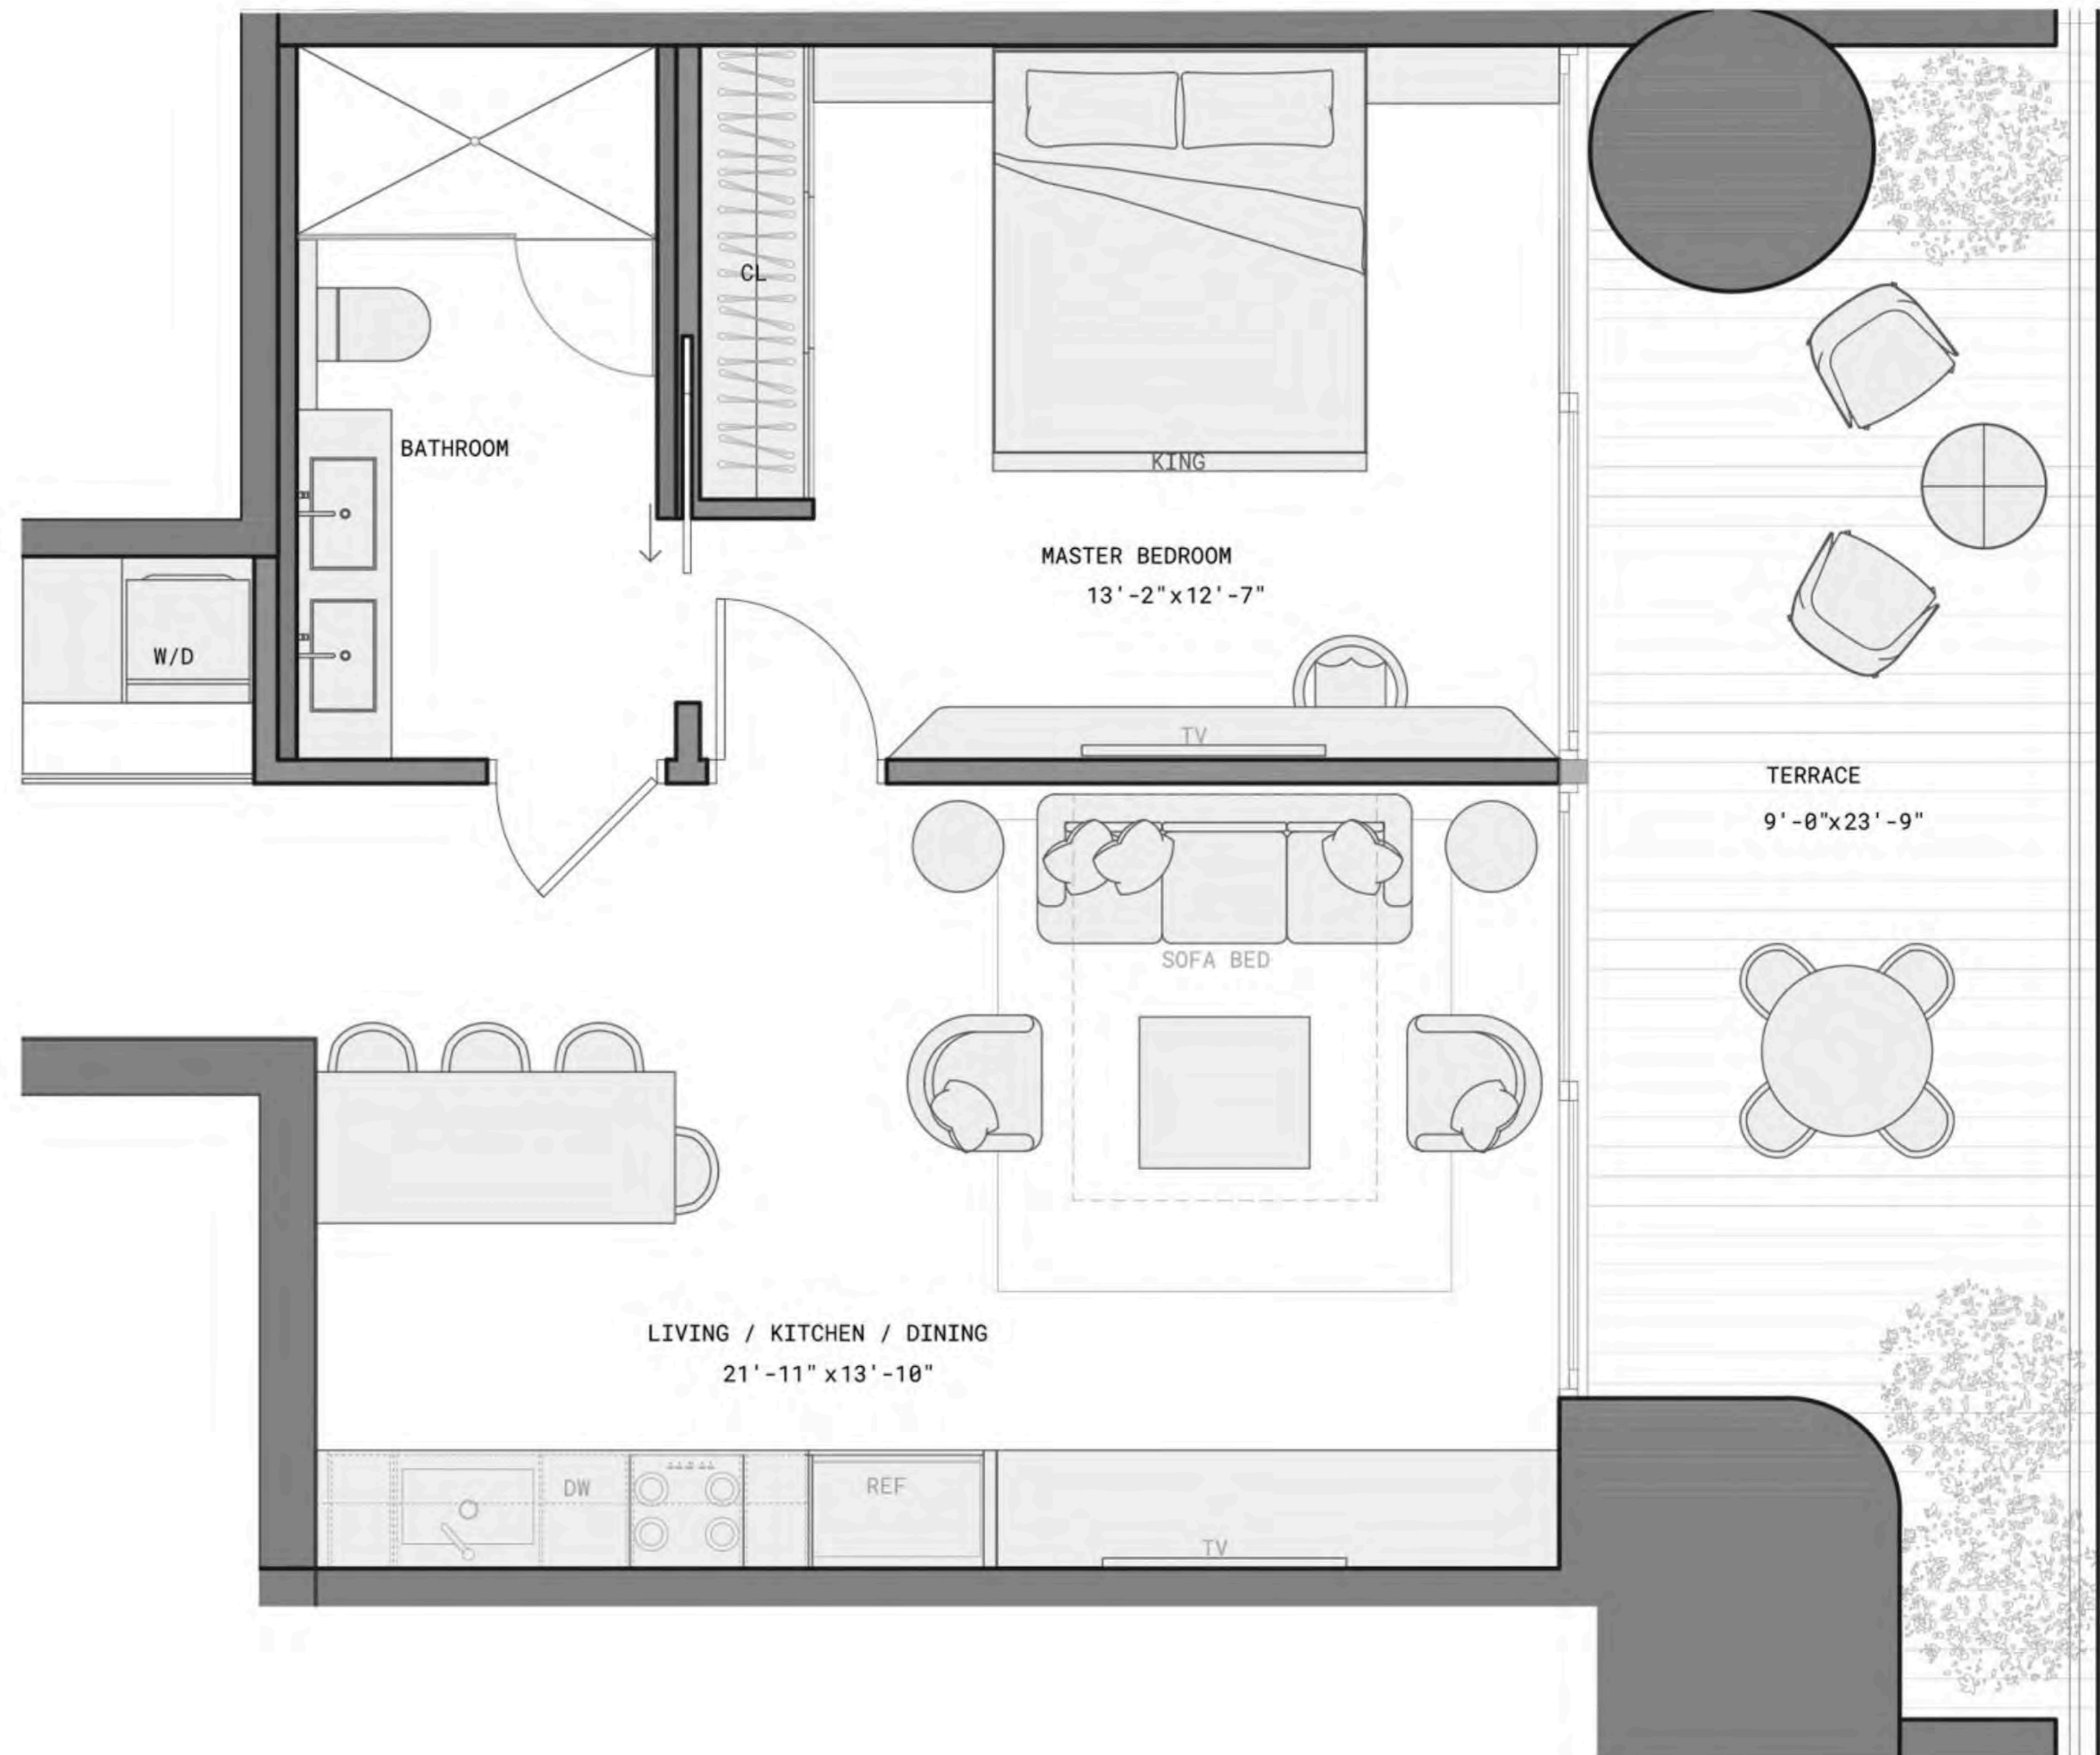 CL
BATHROOM
KING
MASTER BEDROOM
13'-2"x12'-7"
W/D
TV
TERRACE
9'-0"x23'-9"
SOFA BED
LIVING / KITCHEN / DINING
21'-11"x13'-10"
DW
REF
TV